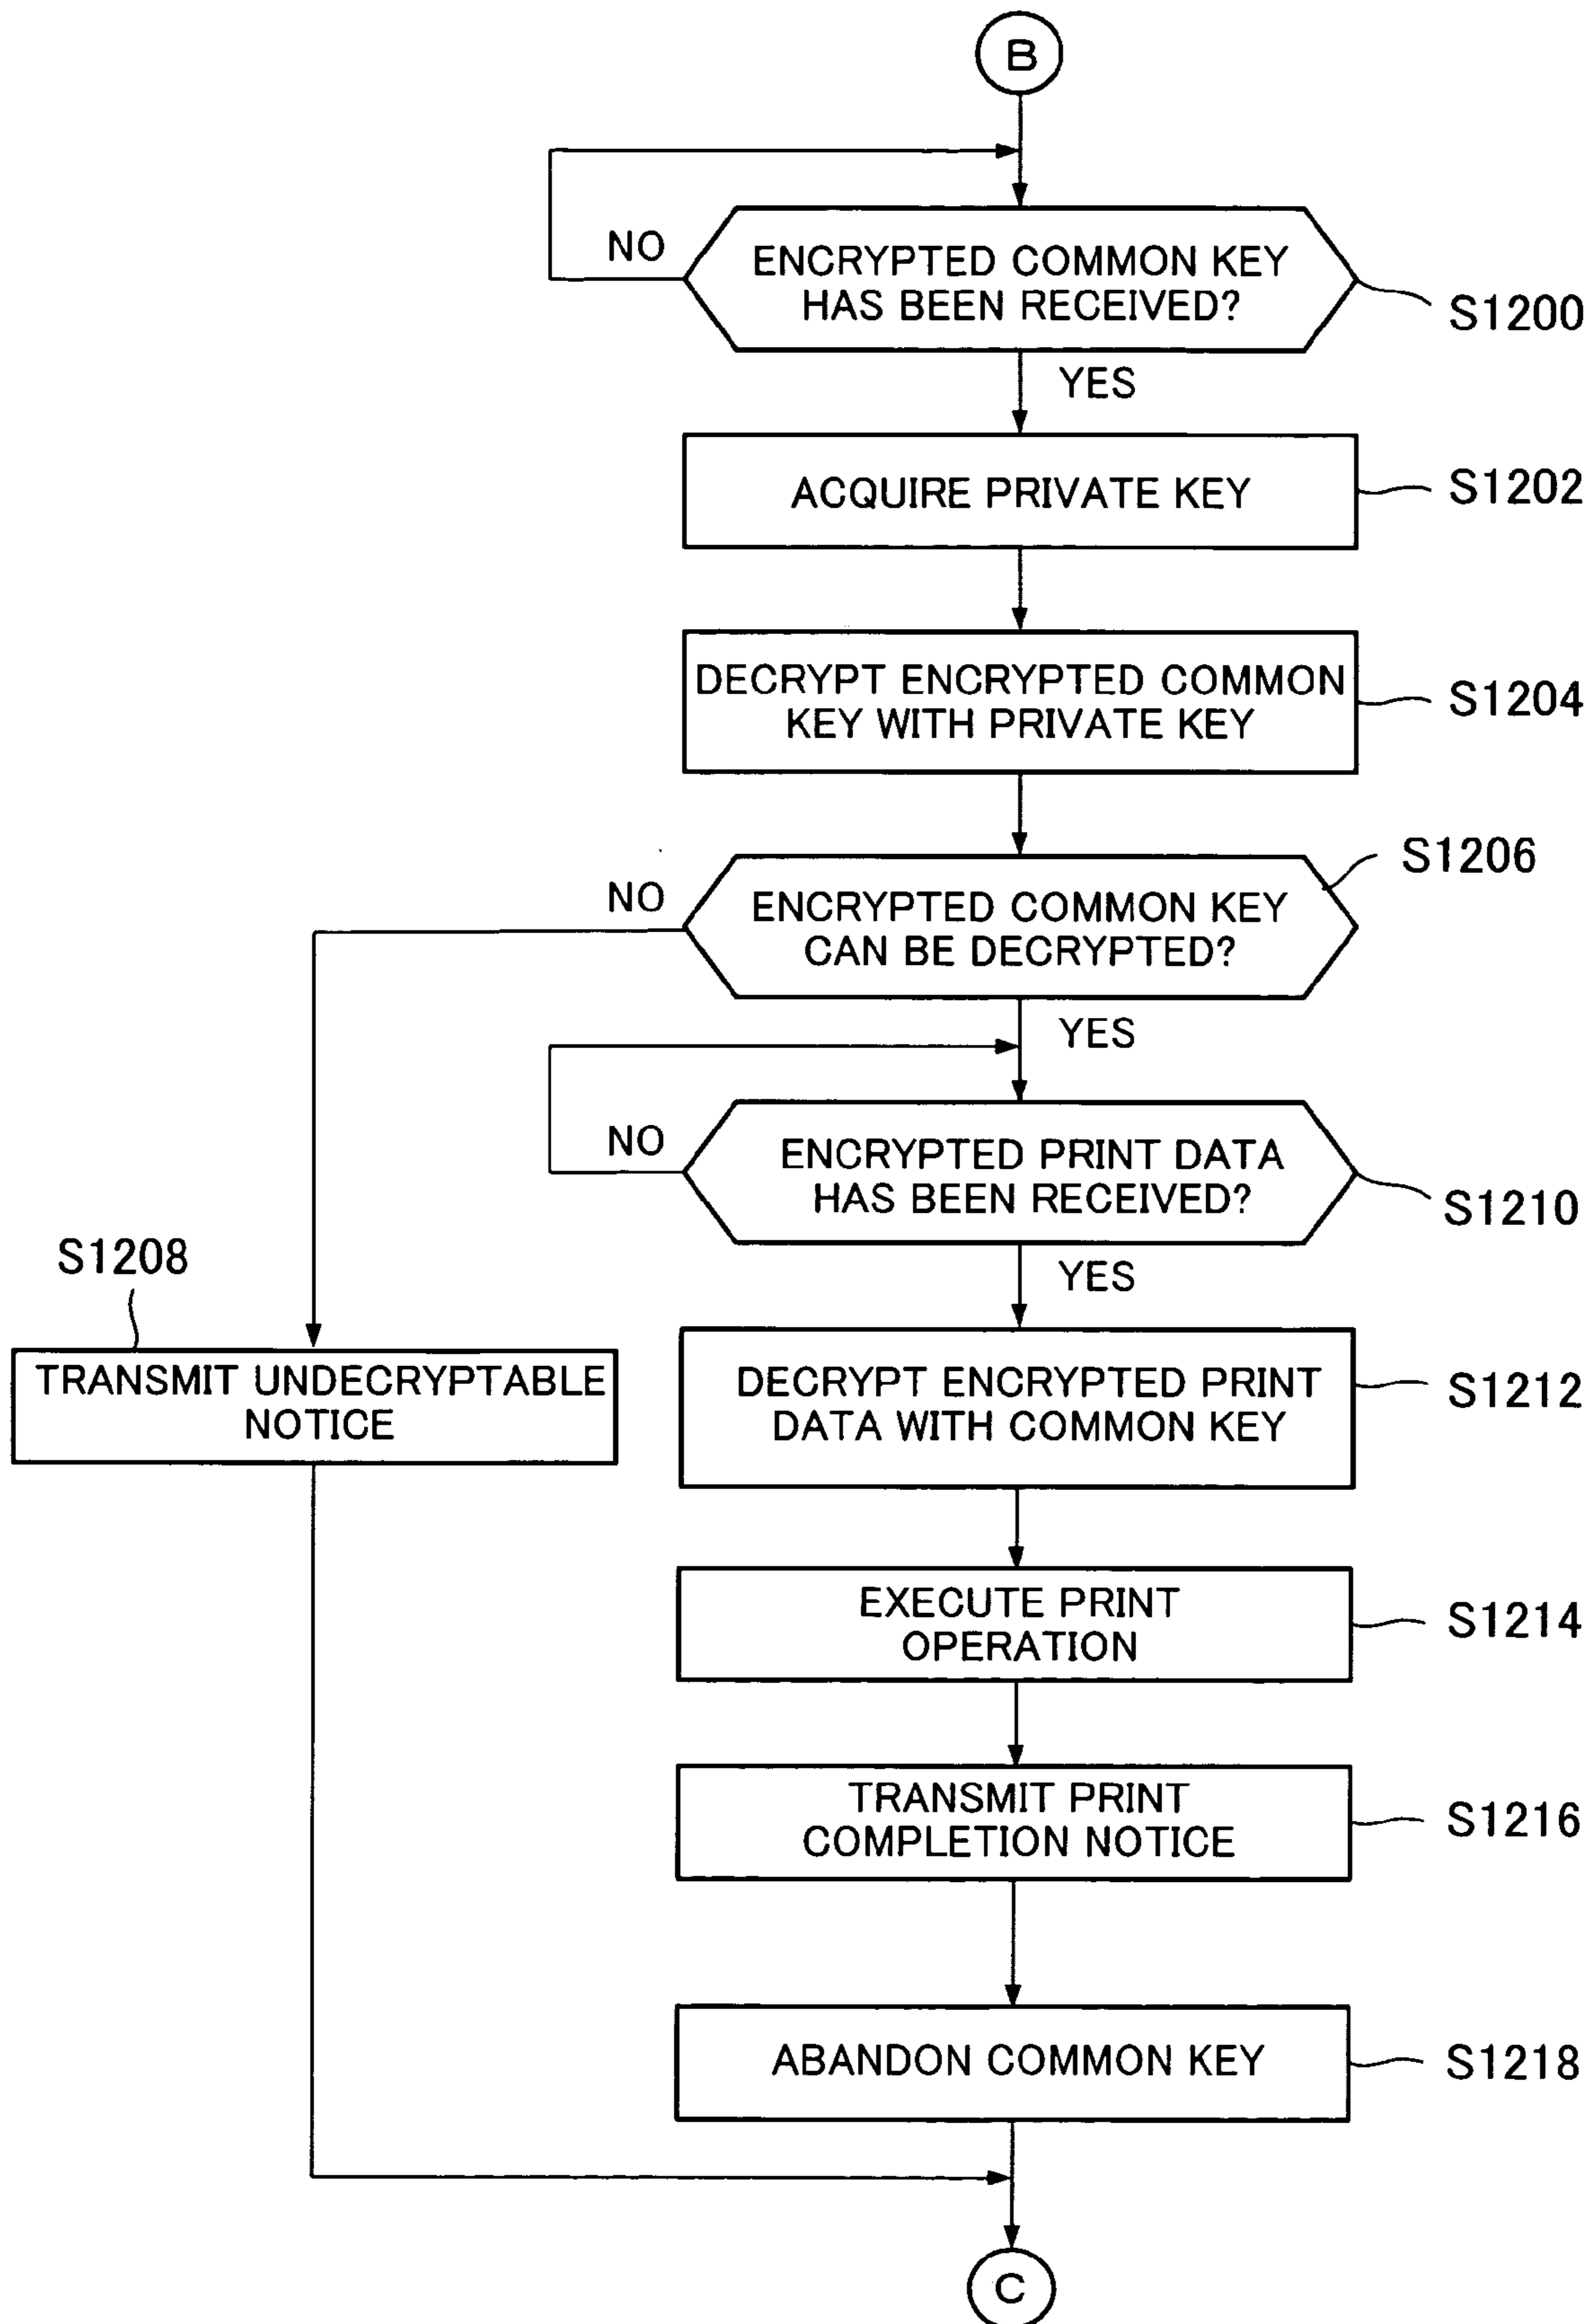 B
NO
ENCRYPTED COMMON KEY
HAS BEEN RECEIVED?
S1200
YES
ACQUIRE PRIVATE KEY
S1202
DECRYPT ENCRYPTED COMMON
KEY WITH PRIVATE KEY
S1204
S1206
NO
ENCRYPTED COMMON KEY
CAN BE DECRYPTED?
YES
NO
ENCRYPTED PRINT DATA
HAS BEEN RECEIVED?
S1210
YES
S1208
TRANSMIT UNDECRYPTABLE
NOTICE
DECRYPT ENCRYPTED PRINT
DATA WITH COMMON KEY
S1212
EXECUTE PRINT
OPERATION
S1214
TRANSMIT PRINT
COMPLETION NOTICE
S1216
ABANDON COMMON KEY
S1218
C